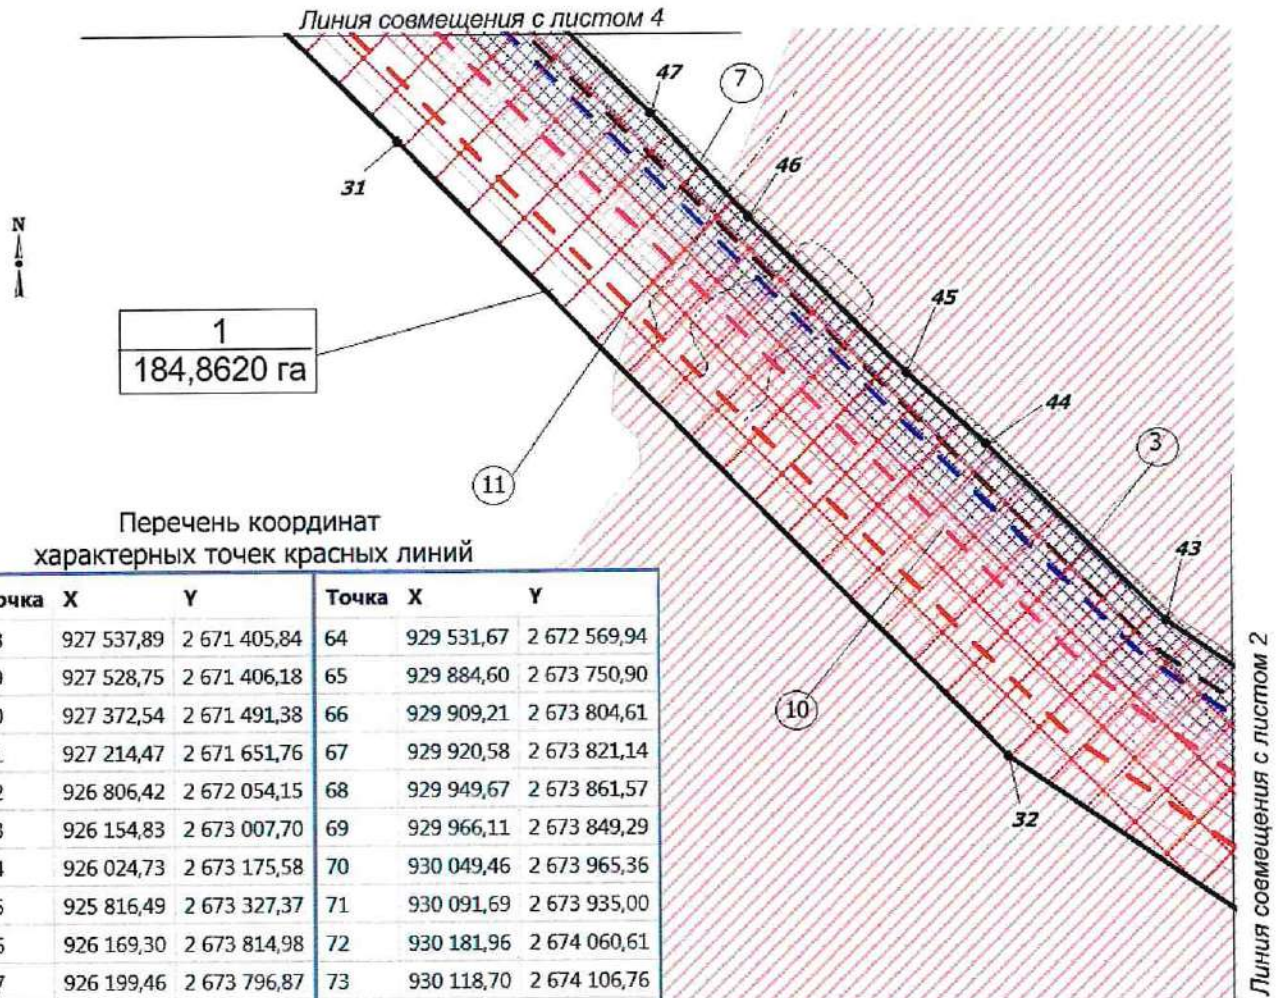 Линия совмещения с листом 4
47
7
46
31
N
45
1
184,8620 га
44
3
11
43
Перечень координат
характерных точек красных линий
X Y Точка X Y
927 537,89 2 671 405,84 64 929 531,67 2 672 569,94
927 528,75 2 671 406,18 65 929 884,60 2 673 750,90
927 372,54 2 671 491,38 66 929 909,21 2 673 804,61
927 214,47 2 671 651,76 67 929 920,58 2 673 821,14
926 806,42 2 672 054,15 68 929 949,67 2 673 861,57
926 154,83 2 673 007,70 69 929 966,11 2 673 849,29
926 024,73 2 673 175,58 70 930 049,46 2 673 965,36
925 816,49 2 673 327,37 71 930 091,69 2 673 935,00
926 169,30 2 673 814,98 72 930 181,96 2 674 060,61
926 199,46 2 673 796,87 73 930 118,70 2 674 106,76
10
32
Линия совмещения с листом 2